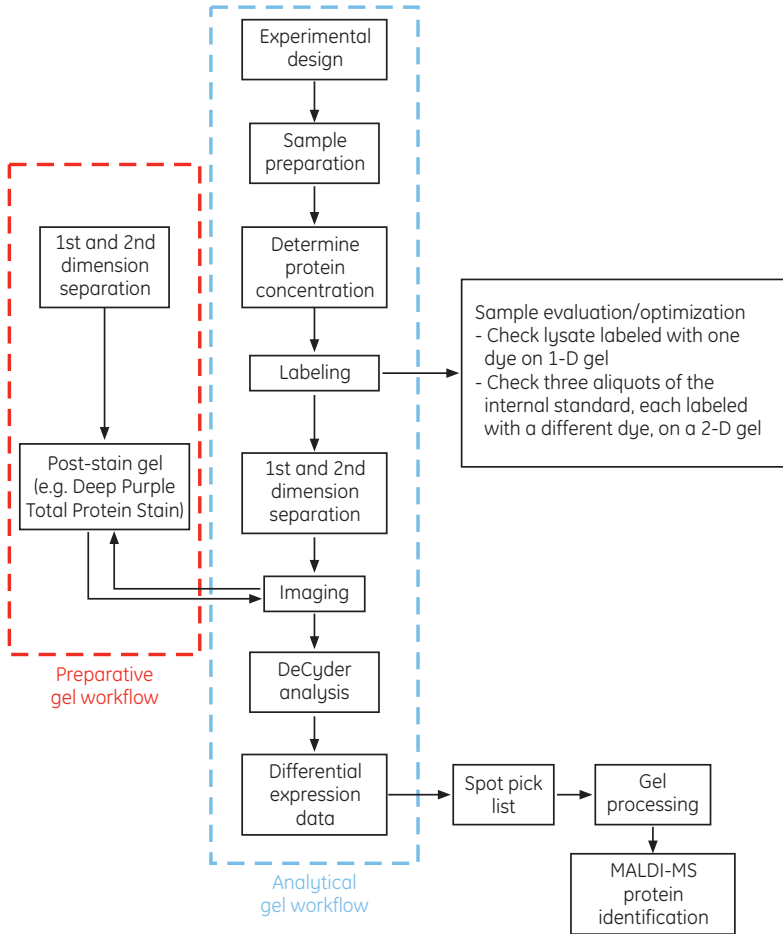 Experimental
design
Sample
preparation
Determine
protein
concentration
Labeling
1st and 2nd
dimension
separation
Imaging
DeCyder
analysis
Differential
expression
data
Analytical
gel workflow
1st and 2nd
dimension
separation
Post-stain gel
(e.g. Deep Purple
Total Protein Stain)
Preparative
gel workflow
Sample evaluation/optimization
- Check lysate labeled with one
dye on 1-D gel
- Check three aliquots of the
internal standard, each labeled
with a different dye, on a 2-D gel
Spot pick
list
Gel
processing
MALDI-MS
protein
identification